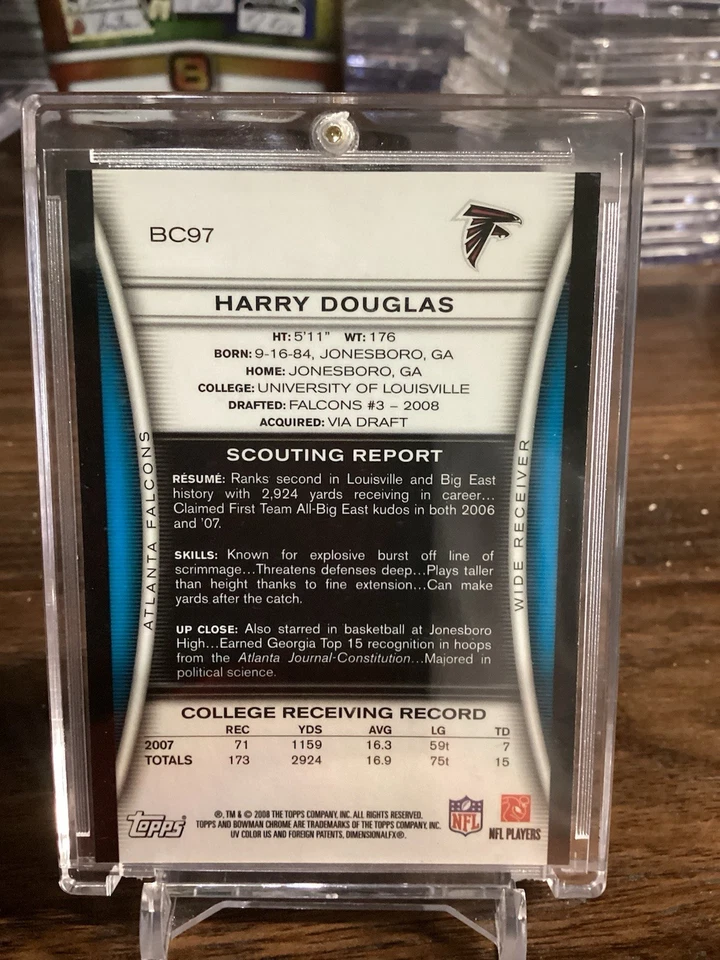 8
BC97
HARRY DOUGLAS
HT: 5'11" WT: 176
BORN: 9-16-84, JONESBORO, GA
HOME: JONESBORO, GA
COLLEGE: UNIVERSITY OF LOUISVILLE
DRAFTED: FALCONS #3 – 2008
ACQUIRED: VIA DRAFT
ATLANTA FALCONS
SCOUTING REPORT
RÉSUMÉ: Ranks second in Louisville and Big East
history with 2,924 yards receiving in career...
Claimed First Team All-Big East kudos in both 2006
and '07.
SKILLS: Known for explosive burst off line of
scrimmage...Threatens defenses deep...Plays taller
than height thanks to fine extension...Can make
yards after the catch.
UP CLOSE: Also starred in basketball at Jonesboro
High...Earned Georgia Top 15 recognition in hoops
from the Atlanta Journal-Constitution...Majored in
political science.
WIDE RECEIVER
COLLEGE RECEIVING RECORD
REC YDS AVG LG TD
2007 71 1159 16.3 59t 7
TOTALS 173 2924 16.9 75t 15
topps
®, TM & © 2008 THE TOPPS COMPANY, INC. ALL RIGHTS RESERVED.
TOPPS AND BOWMAN CHROME ARE TRADEMARKS OF THE TOPPS COMPANY, INC.
UV COLOR US AND FOREIGN PATENTS, DIMENSIONALFX®.
NFL
NFL PLAYERS